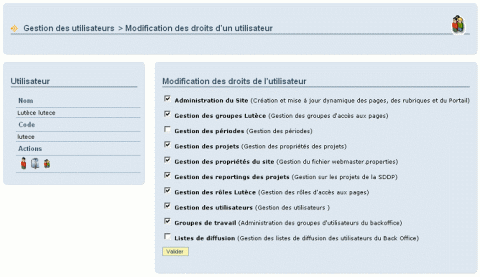 Gestion des utilisateurs > Modification des droits d'un utilisateur
Utilisateur
Nom
Lutèce lutece
Code
lutece
Actions
Modification des droits de l'utilisateur
Administration du Site (Création et mise à jour dynamique des pages, des rubriques et du Portail)
Gestion des groupes Lutèce (Gestion des groupes d'accès aux pages)
Gestion des périodes (Gestion des périodes)
Gestion des projets (Gestion des propriétés des projets)
Gestion des propriétés du site (Gestion du fichier webmaster.properties)
Gestion des reportings des projets (Gestion sur les projets de la SDDP)
Gestion des rôles Lutèce (Gestion des rôles d'accès aux pages)
Gestion des utilisateurs (Gestion des utilisateurs )
Groupes de travail (Administration des groupes d'utilisateurs du backoffice)
Listes de diffusion (Gestion des listes de diffusion des utilisateurs du Back Office)
Valider